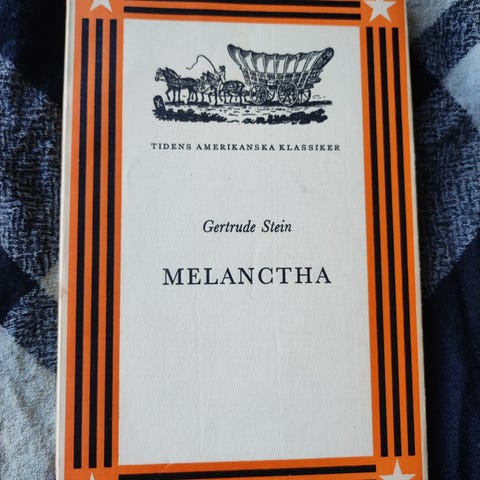 TIDENS AMERIKANSKA KLASSIKER
Gertrude Stein
MELANCTHA